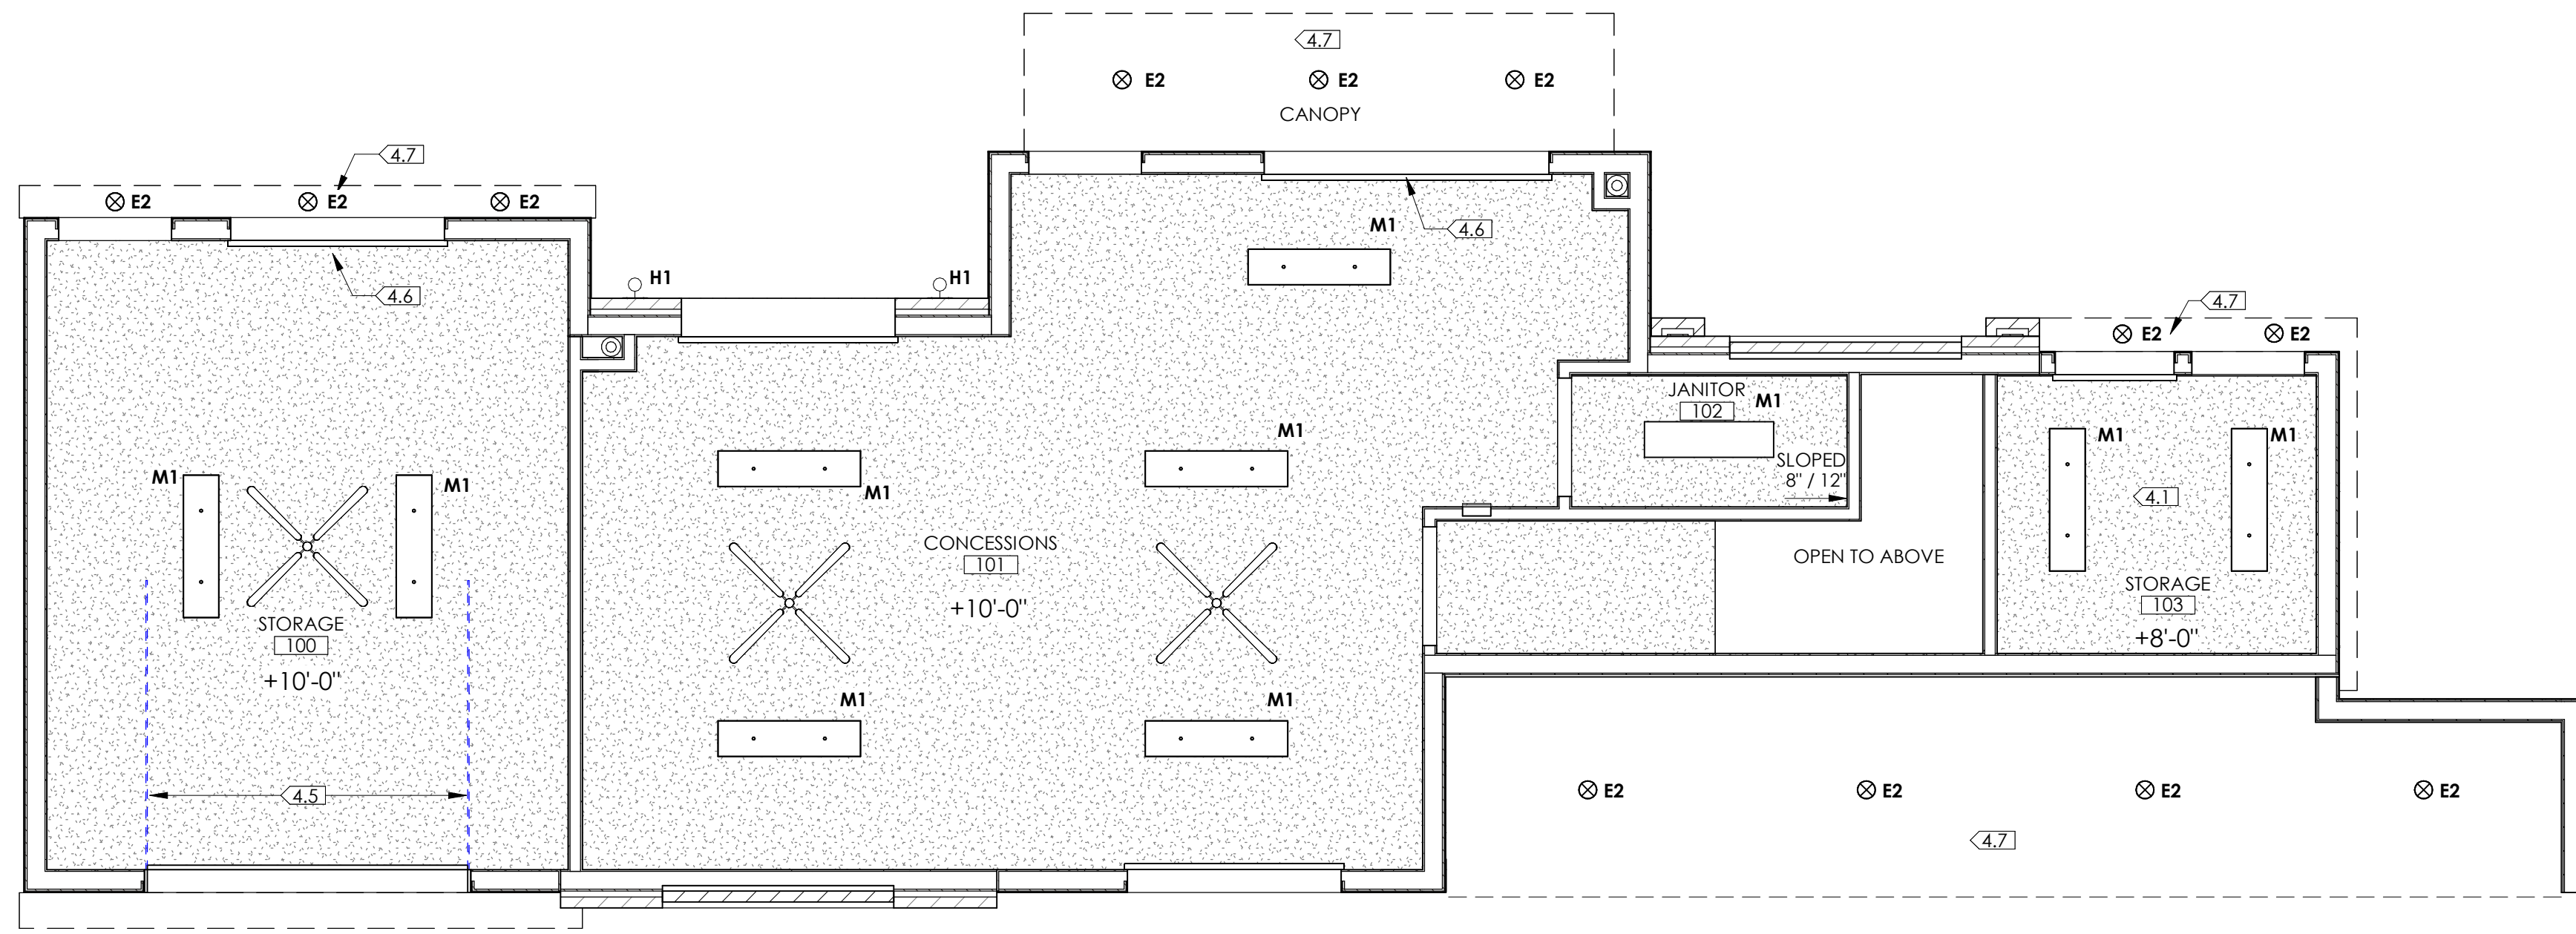 4.7
E2 E2 E2
CANOPY
4.7
E2 E2 E2
M1
4.6
4.6
H1 H1
4.7
E2 E2
JANITOR
102
M1
SLOPED
8" / 12"
M1
M1
M1 M1
4.1
STORAGE
103
+8'-0"
M1 M1
STORAGE
100
+10'-0"
CONCESSIONS
101
+10'-0"
OPEN TO ABOVE
M1 M1
4.5
E2 E2 E2 E2
4.7